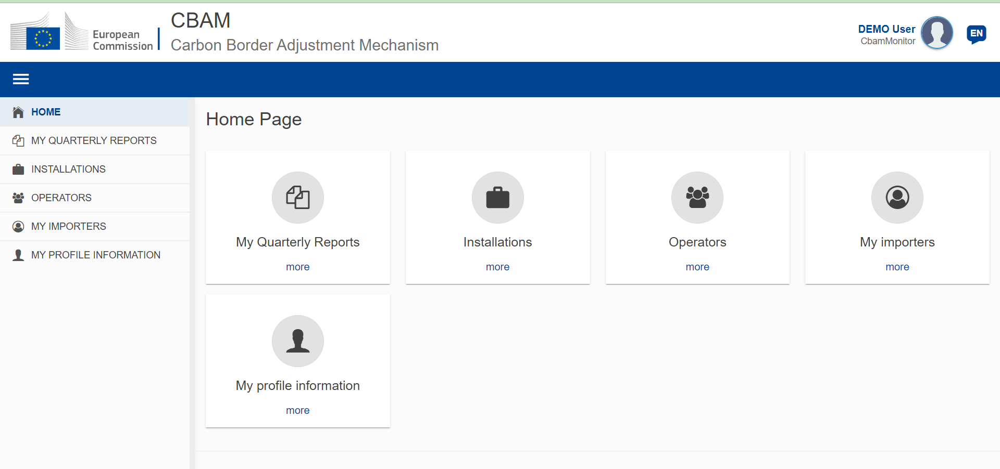 European
Commission
CBAM
Carbon Border Adjustment Mechanism
DEMO User
CbamMonitor
EN
HOME
MY QUARTERLY REPORTS
INSTALLATIONS
OPERATORS
MY IMPORTERS
MY PROFILE INFORMATION
Home Page
My Quarterly Reports
more
Installations
more
Operators
more
My importers
more
My profile information
more